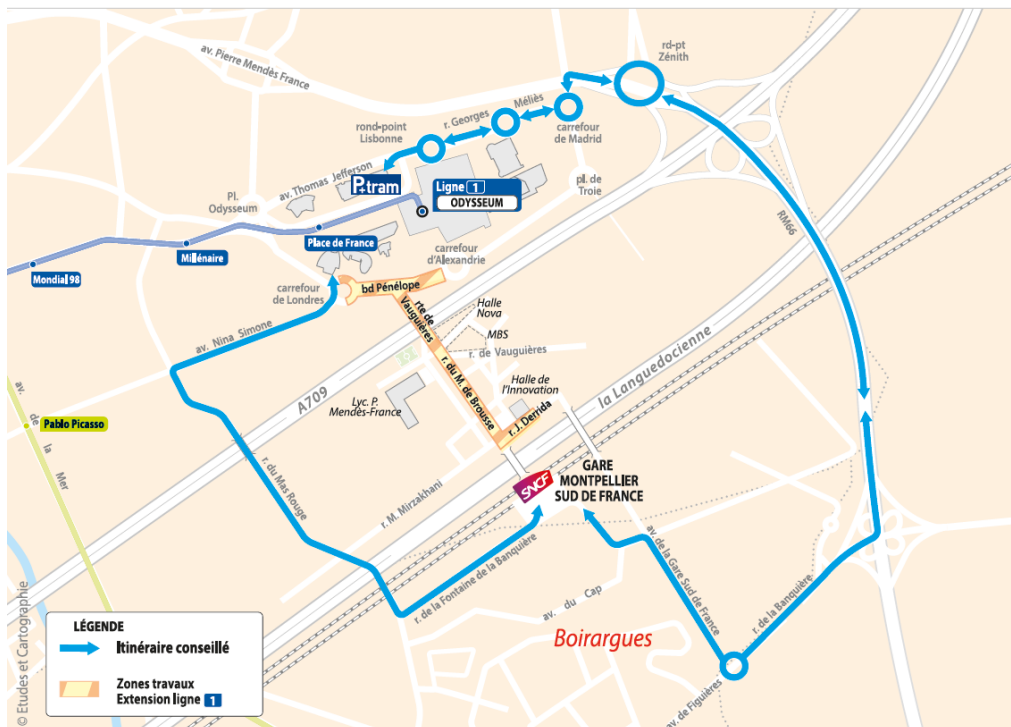 av. Pierre Mendès France
rd-pt
Zénith
r. Georges
Méliès
rond-point
Lisbonne
carrefour
de Madrid
av. Thomas Jefferson
P+tram
Ligne 1
ODYSSEUM
pl. de
Troie
Pl.
Odysseum
RM66
Place de France
Millénaire
Mondial 98
carrefour
d'Alexandrie
carrefour
de Londres
bd Pénélope
rte de
Vauguières
Halle
Nova
MBS
r. de Vauguières
av. Nina Simone
A709
la Languedocienne
r. du M. de Brousse
Halle de
l'Innovation
Lyc. P.
Mendès-France
r. J. Derrida
av. de la Mer
Pablo Picasso
r. du Mas Rouge
SNCF
GARE
MONTPELLIER
SUD DE FRANCE
r. M. Mirzakhani
r. de la Fontaine de la Banquière
av. de la Gare Sud de France
r. de la Banquière
av. du Cap
Boirargues
av. de Figuières
LÉGENDE
Itinéraire conseillé
Zones travaux
Extension ligne 1
© Etudes et Cartographie